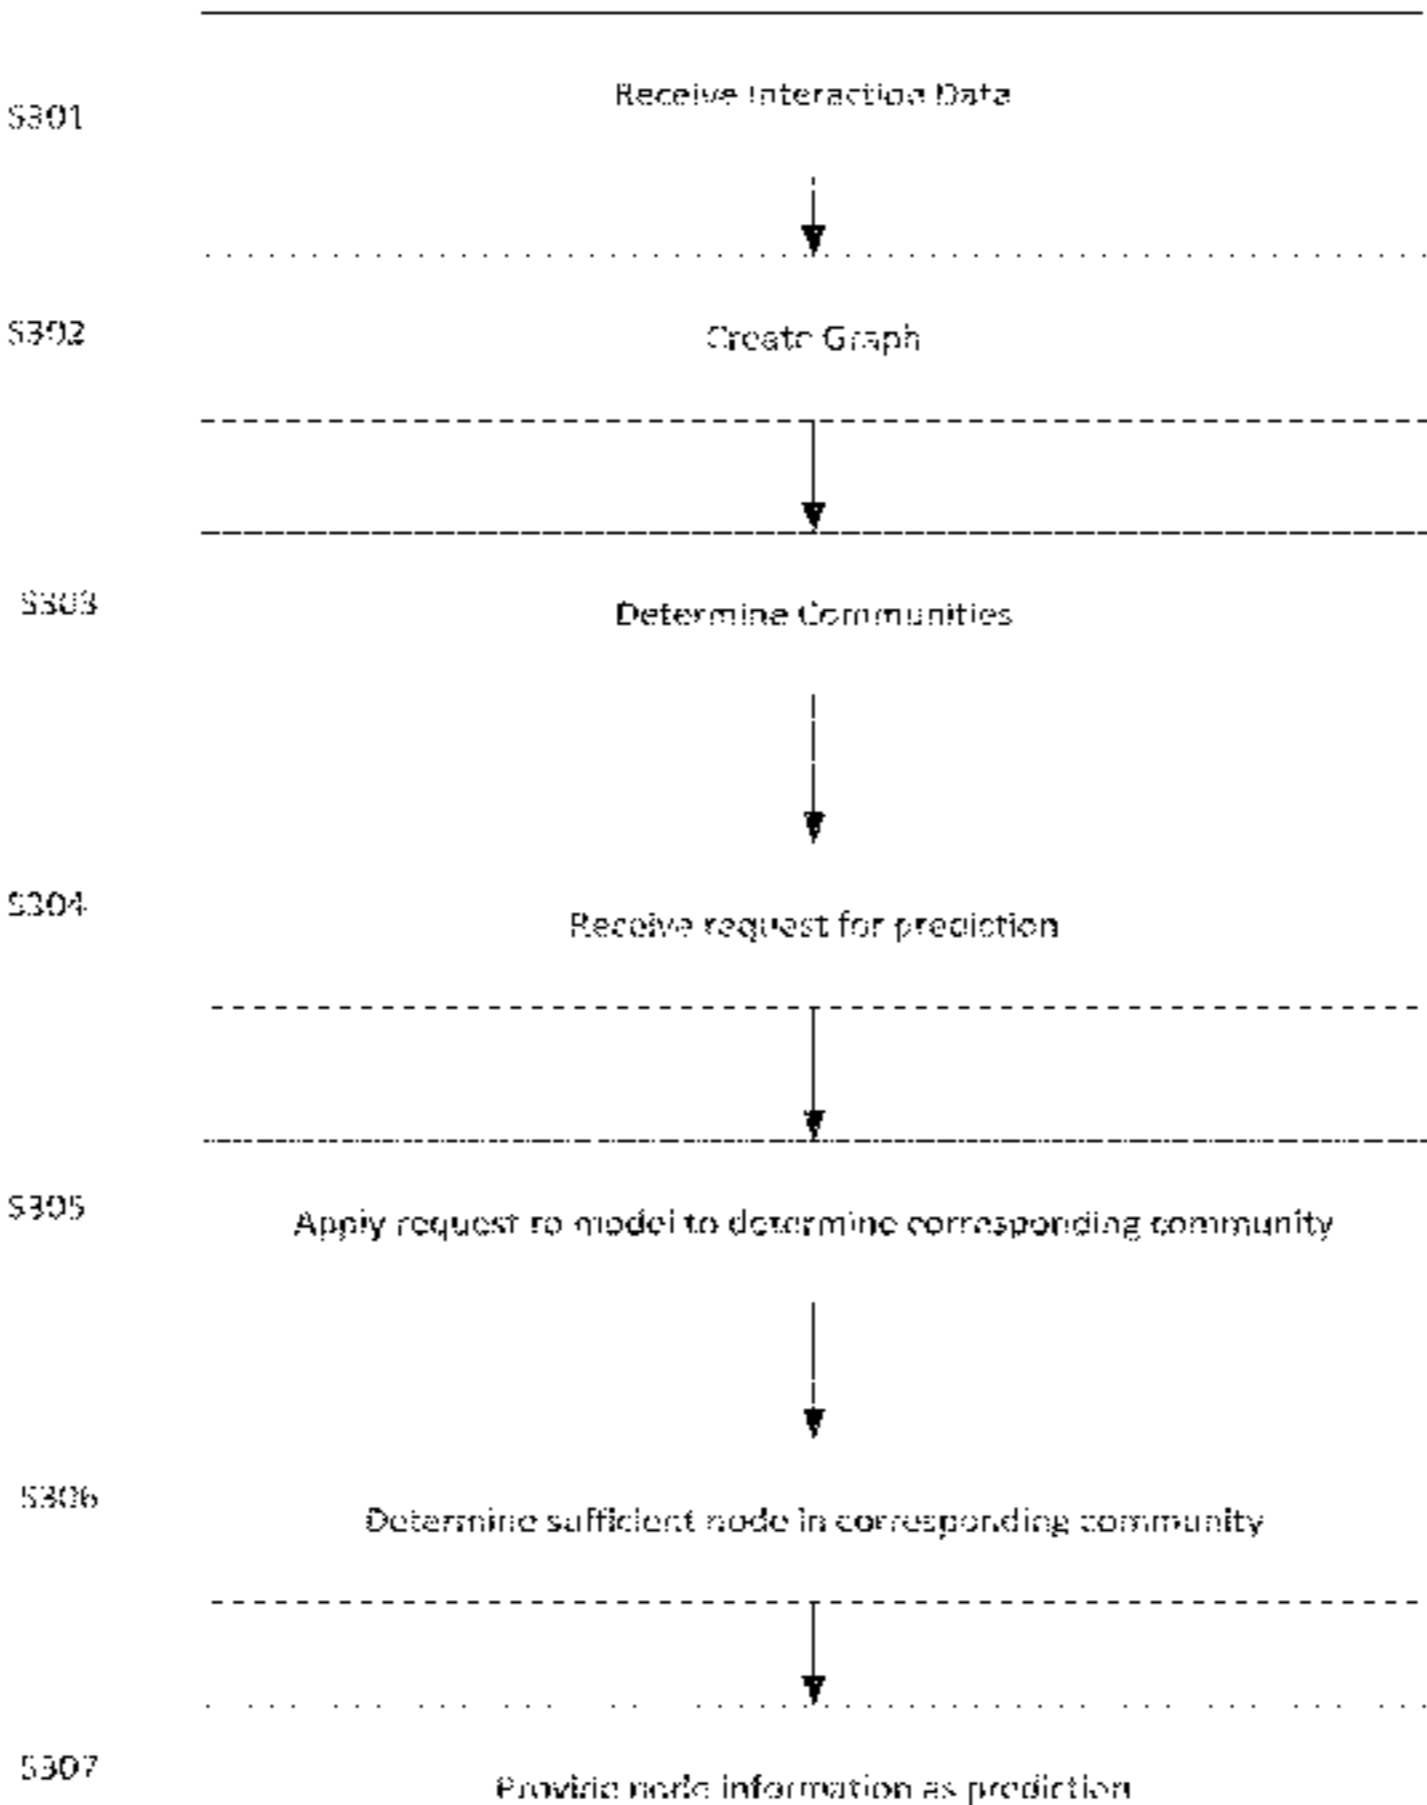 S301
Receive Interaction Data
S302
Create Graph
S303
Determine Communities
S304
Receive request for prediction
S305
Apply request to model to determine corresponding community
S306
Determine sufficient node in corresponding community
S307
Provide node information as prediction